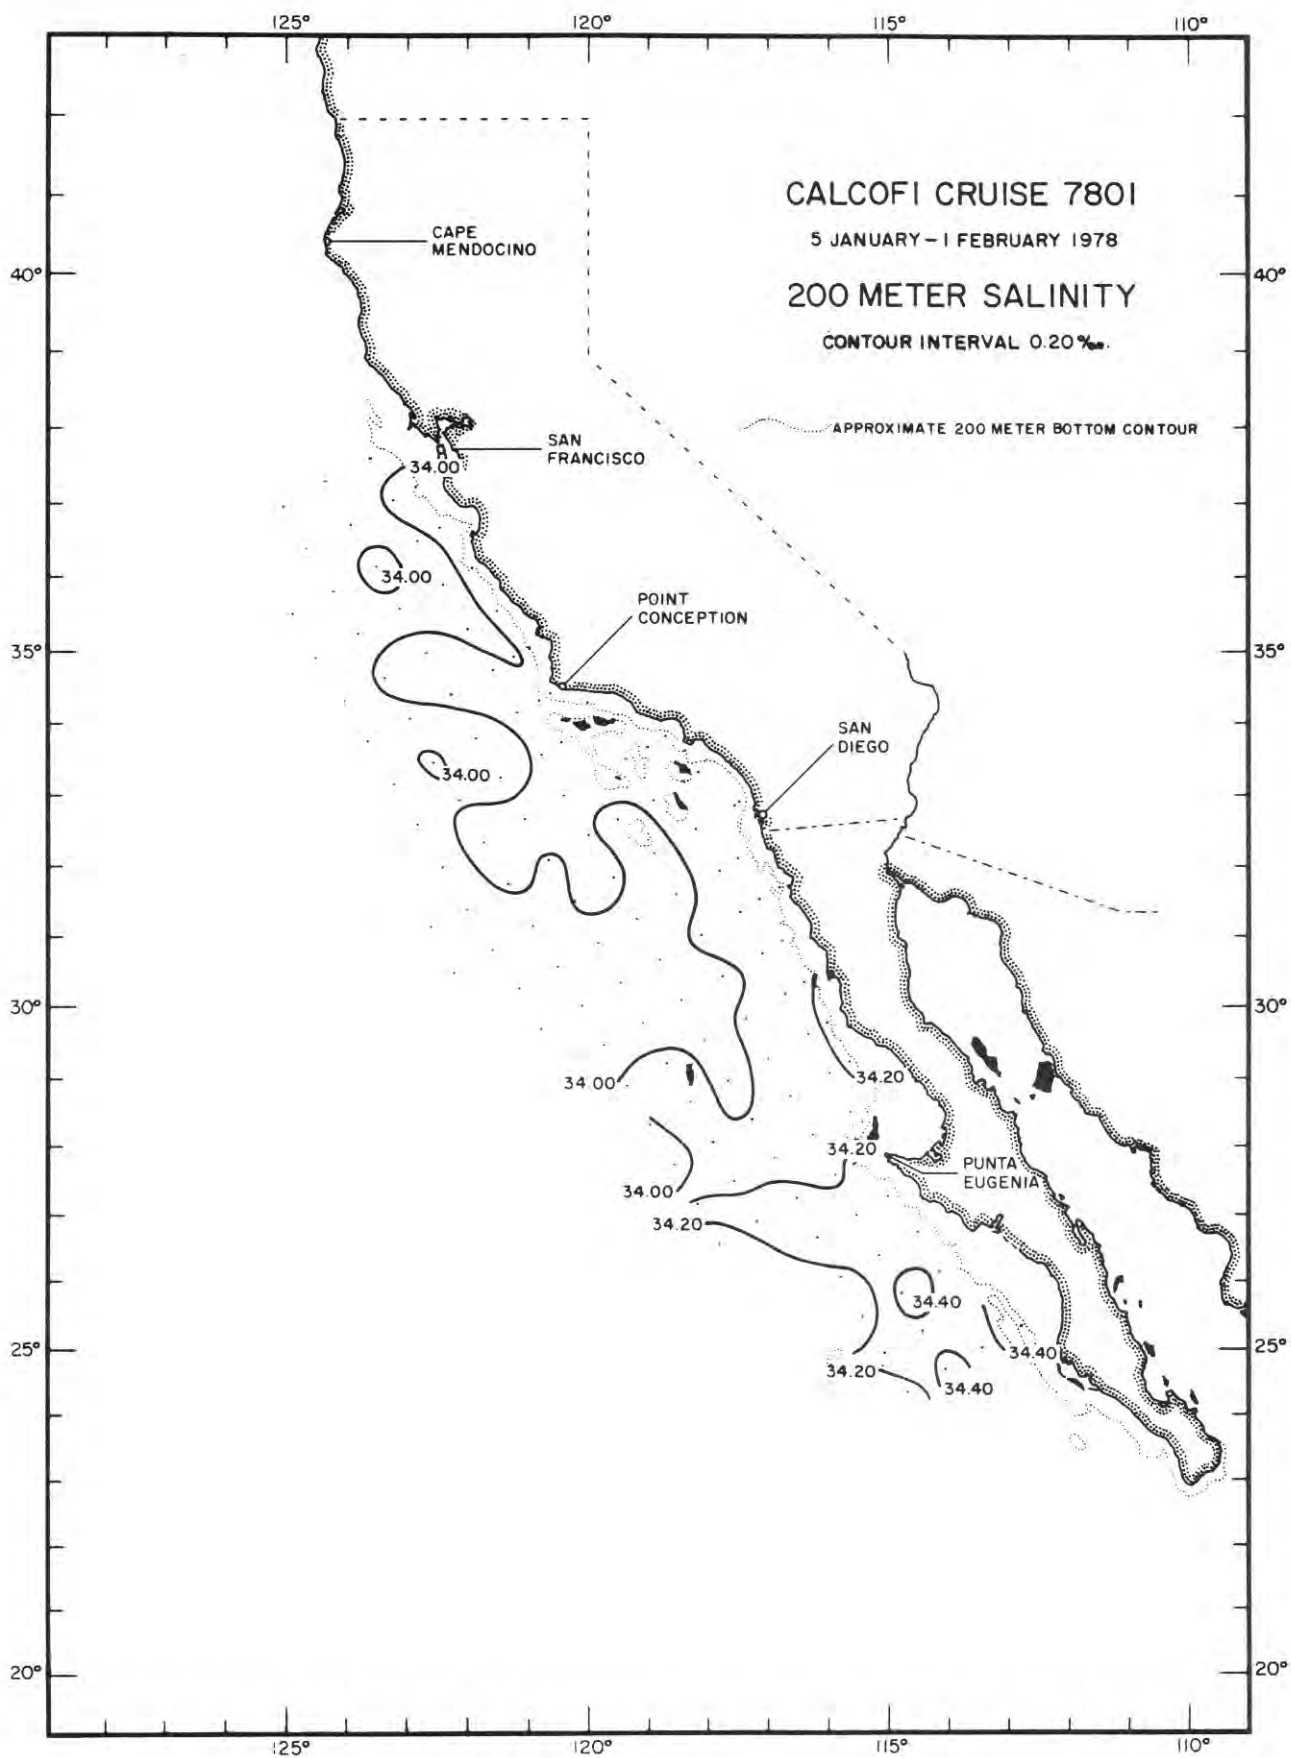 125°
120°
115°
110°
CALCOFI CRUISE 7801
5 JANUARY – 1 FEBRUARY 1978
CAPE
MENDOCINO
40°
40°
200 METER SALINITY
CONTOUR INTERVAL 0.20‰.
APPROXIMATE 200 METER BOTTOM CONTOUR
SAN
FRANCISCO
34.00
34.00
POINT
CONCEPTION
35°
35°
SAN
DIEGO
34.00
30°
30°
34.00
34.20
34.20
PUNTA
EUGENIA
34.00
34.20
34.40
25°
25°
34.40
34.20
34.40
20°
20°
125°
120°
115°
110°